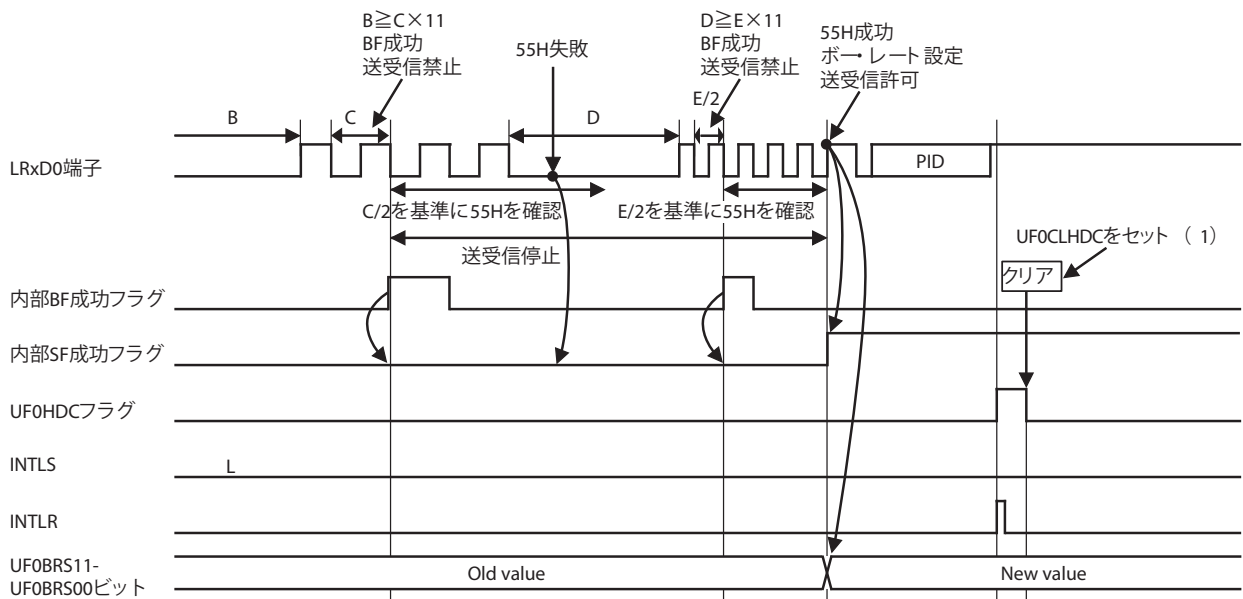 B≧C×11
BF成功
送受信禁止
55H失敗
D≧E×11
BF成功
送受信禁止
55H成功
ボー・レート設定
送受信許可
B
C
D
E/2
LRxD0端子
PID
C/2を基準に55Hを確認
E/2を基準に55Hを確認
送受信停止
UF0CLHDCをセット（1）
クリア
内部BF成功フラグ
内部SF成功フラグ
UF0HDCフラグ
INTLS
L
INTLR
UF0BRS11-
UF0BRS00ビット
Old value
New value